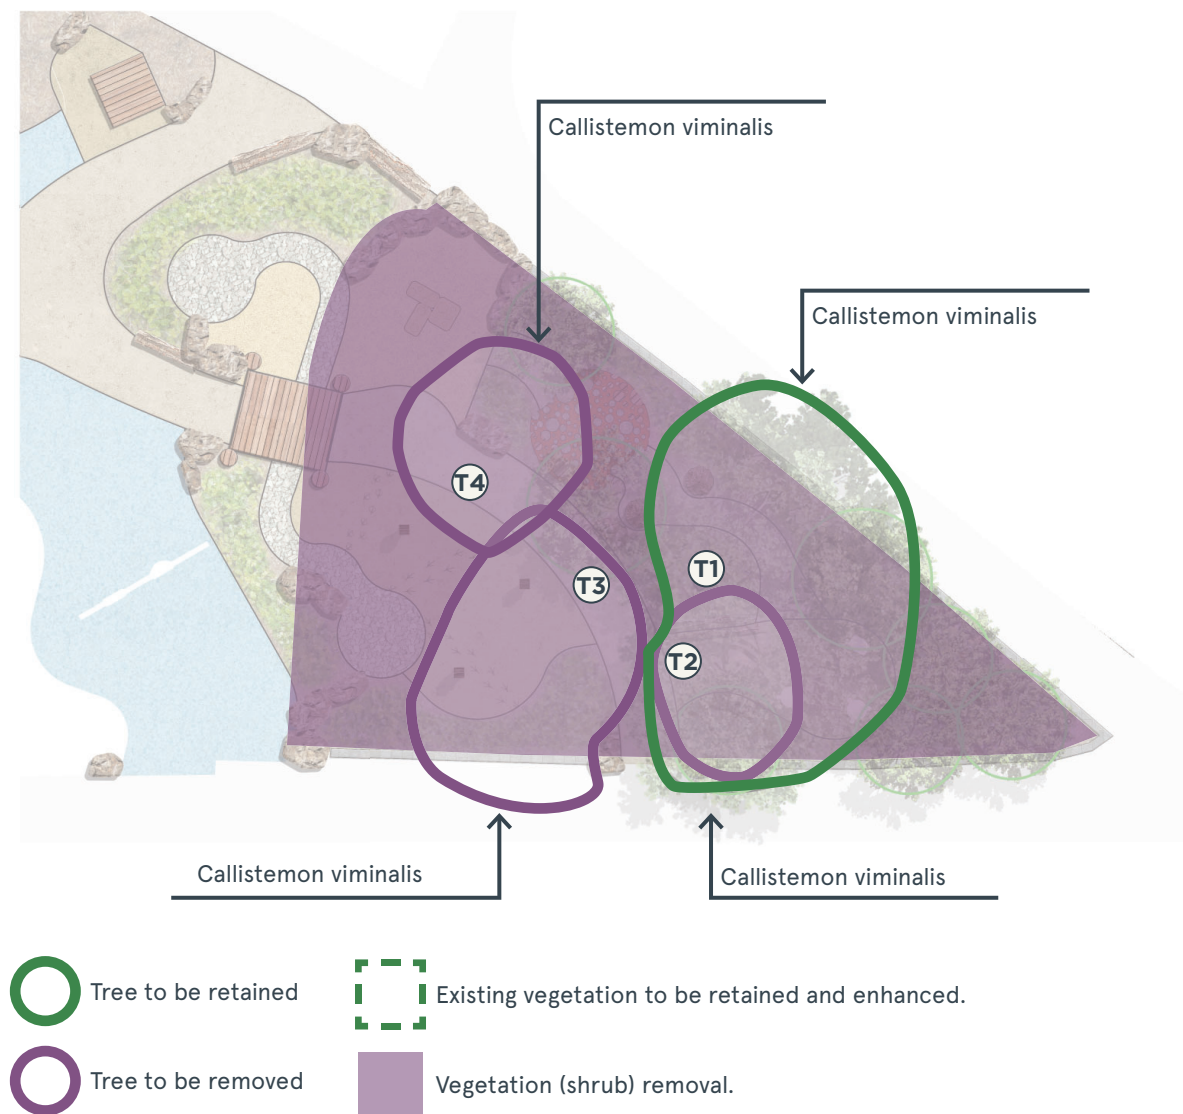 Callistemon viminalis
Callistemon viminalis
T4
T1
T3
T2
Callistemon viminalis
Callistemon viminalis
Tree to be retained
Existing vegetation to be retained and enhanced.
Tree to be removed
Vegetation (shrub) removal.